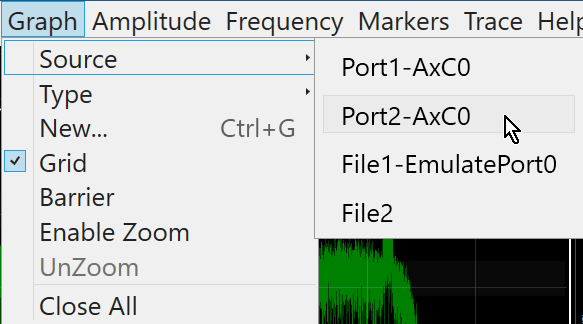 Graph Amplitude Frequency Markers Trace Help
Source
Type
New... Ctrl+G
Grid
Barrier
Enable Zoom
UnZoom
Close All
Port1-AxC0
Port2-AxC0
File1-EmulatePort0
File2